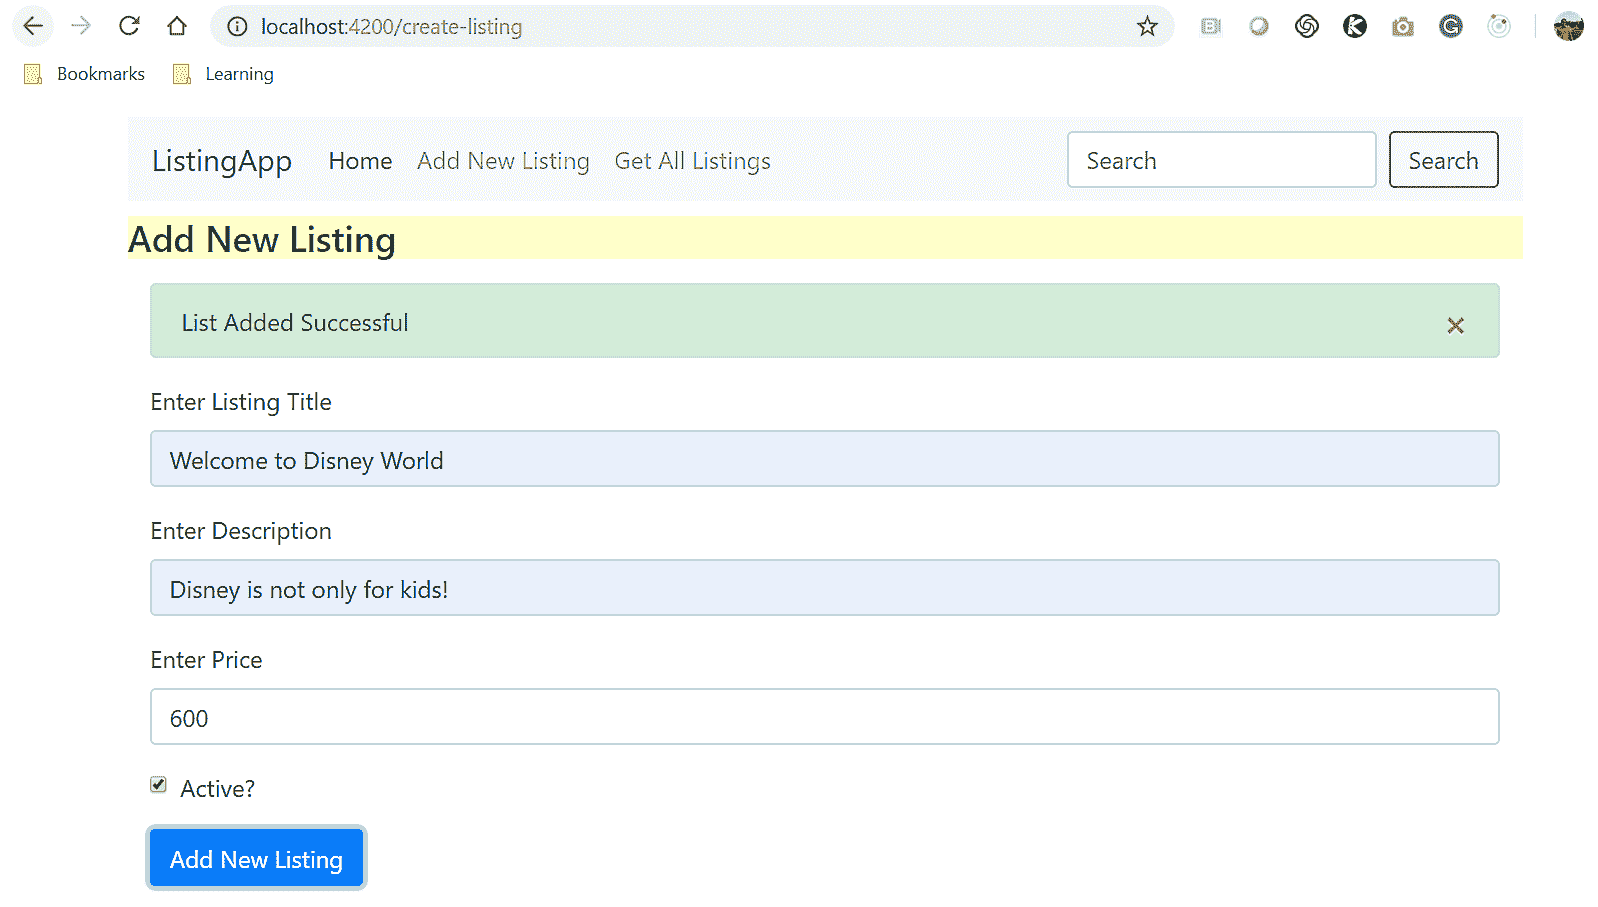 localhost:4200/create-listing
Bookmarks Learning
ListingApp Home Add New Listing Get All Listings Search Search
Add New Listing
List Added Successful ×
Enter Listing Title
Welcome to Disney World
Enter Description
Disney is not only for kids!
Enter Price
600
Active?
Add New Listing